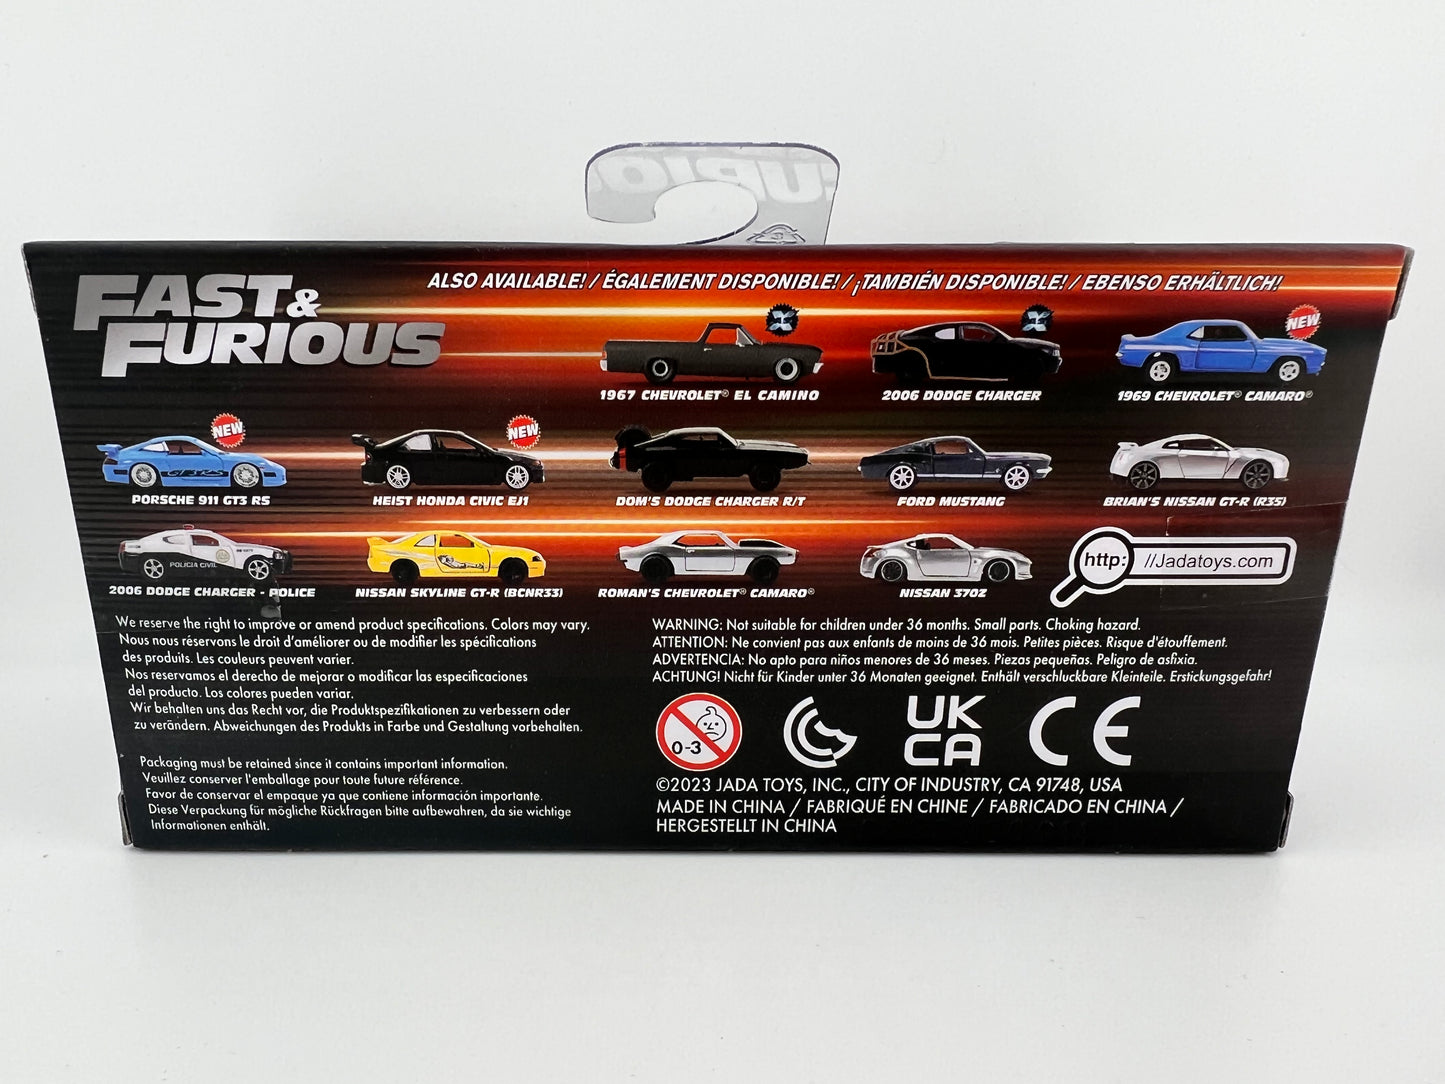 FAST &
FURIOUS
ALSO AVAILABLE! / ÉGALEMENT DISPONIBLE! / ¡TAMBIÉN DISPONIBLE! / EBENSO ERHÄLTLICH!
NEW
1967 CHEVROLET® EL CAMINO
2006 DODGE CHARGER
1969 CHEVROLET® CAMARO®
NEW
NEW
PORSCHE 911 GT3 RS
HEIST HONDA CIVIC EJ1
DOM'S DODGE CHARGER R/T
FORD MUSTANG
BRIAN'S NISSAN GT-R (R35)
POLICIA CIVIL
http: //Jadatoys.com
2006 DODGE CHARGER - POLICE
NISSAN SKYLINE GT-R (BCNR33)
ROMAN'S CHEVROLET® CAMARO®
NISSAN 370Z
We reserve the right to improve or amend product specifications. Colors may vary.
Nous nous réservons le droit d'améliorer ou de modifier les spécifications
des produits. Les couleurs peuvent varier.
Nos reservamos el derecho de mejorar o modificar las especificaciones
del producto. Los colores pueden variar.
Wir behalten uns das Recht vor, die Produktspezifikationen zu verbessern oder
zu verändern. Abweichungen des Produkts in Farbe und Gestaltung vorbehalten.
Packaging must be retained since it contains important information.
Veuillez conserver l'emballage pour toute future référence.
Favor de conservar el empaque ya que contiene información importante.
Diese Verpackung für mögliche Rückfragen bitte aufbewahren, da sie wichtige
Informationen enthält.
WARNING: Not suitable for children under 36 months. Small parts. Choking hazard.
ATTENTION: Ne convient pas aux enfants de moins de 36 mois. Petites pièces. Risque d'étouffement.
ADVERTENCIA: No apto para niños menores de 36 meses. Piezas pequeñas. Peligro de asfixia.
ACHTUNG! Nicht für Kinder unter 36 Monaten geeignet. Enthält verschluckbare Kleinteile. Erstickungsgefahr!
0-3
UK
CA
CE
©2023 JADA TOYS, INC., CITY OF INDUSTRY, CA 91748, USA
MADE IN CHINA / FABRIQUÉ EN CHINE / FABRICADO EN CHINA /
HERGESTELLT IN CHINA